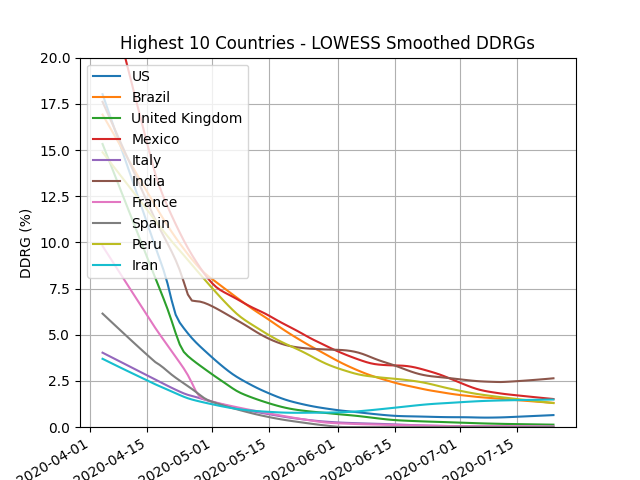 Highest 10 Countries - LOWESS Smoothed DDRGs
DDRG (%)
20.0
17.5
15.0
12.5
10.0
7.5
5.0
2.5
0.0
US
Brazil
United Kingdom
Mexico
Italy
India
France
Spain
Peru
Iran
2020-04-01
2020-04-15
2020-05-01
2020-05-15
2020-06-01
2020-06-15
2020-07-01
2020-07-15